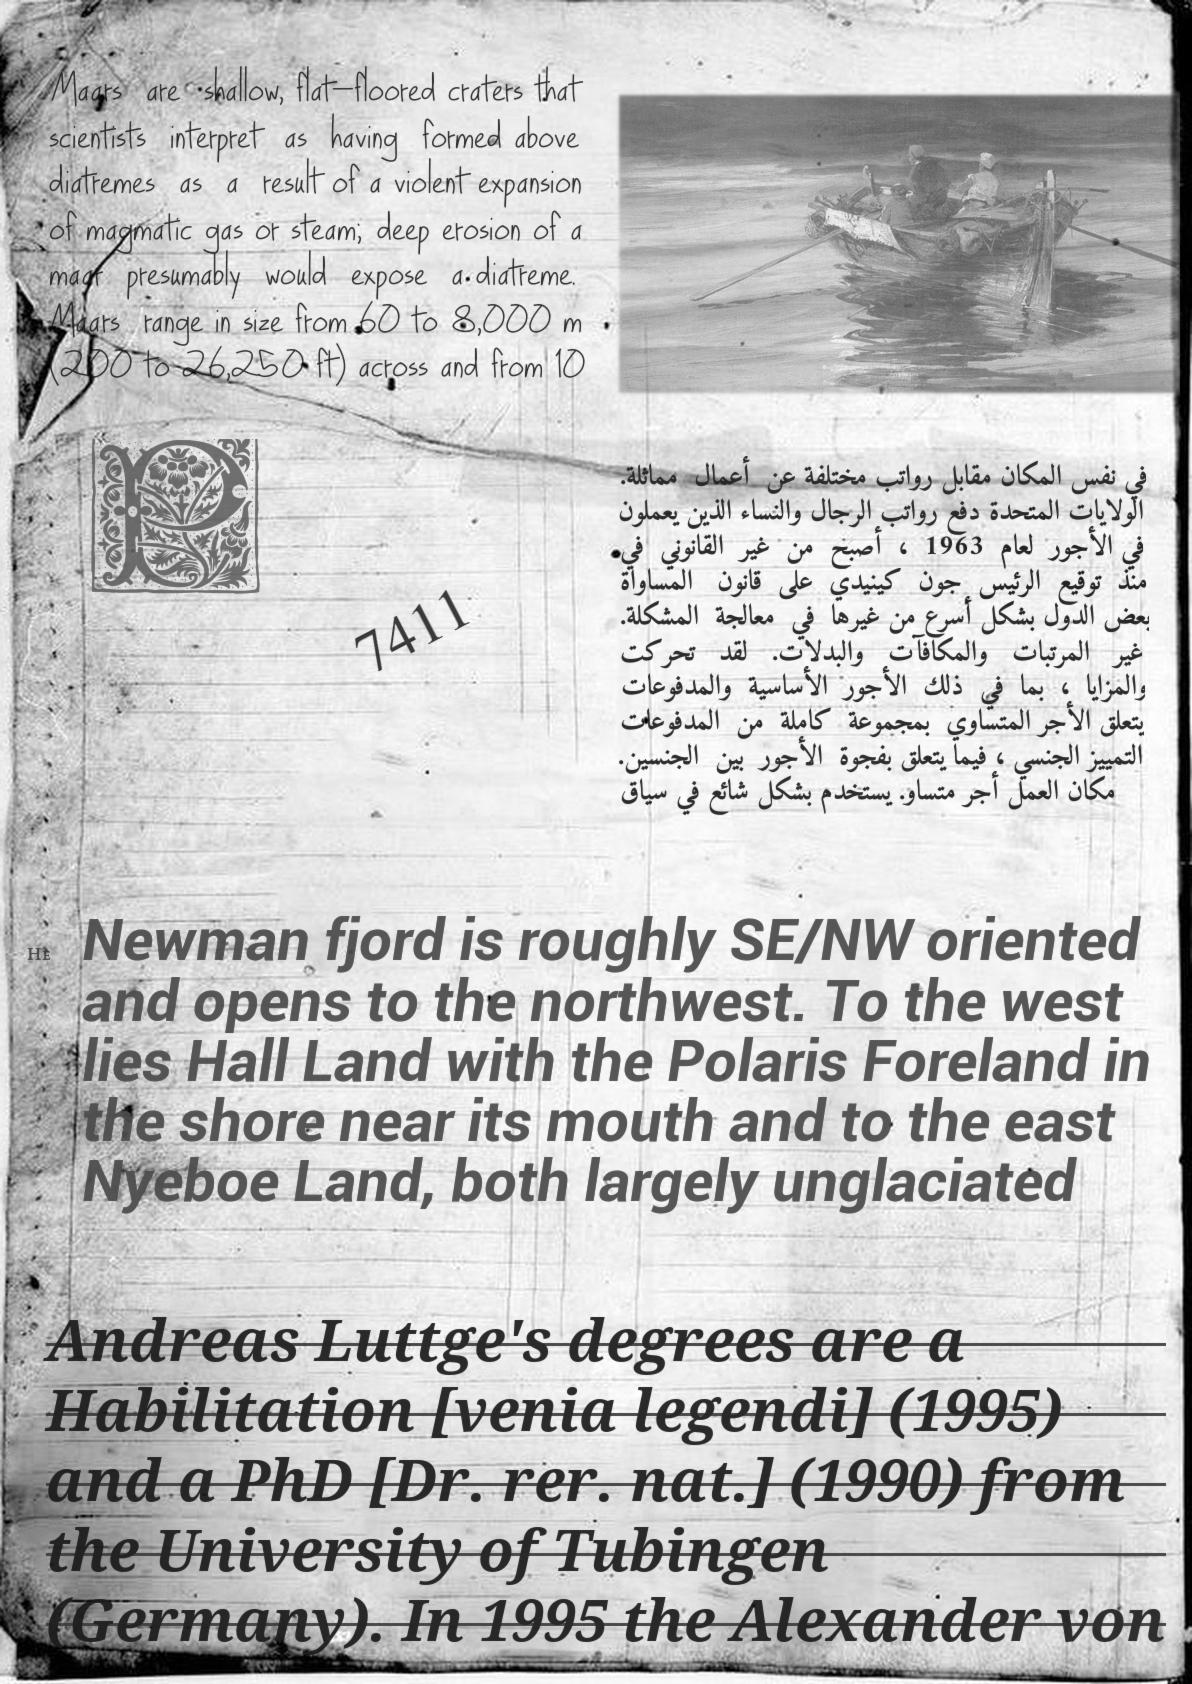 Maars are shallow, flat-floored craters that
scientists interpret as having formed above
diatremes as a result of a violent expansion
of magmatic gas or steam; deep erosion of a
maar presumably would expose a diatreme.
Maars range in size from 60 to 8,000 m
(200 to 26,250 ft) across and from 10
P
7411
في نفس المكان مقابل رواتب مختلفة عن أعمال مماثلة.
الولايات المتحدة دفع رواتب الرجال والنساء الذين يعملون
في الأجور لعام 1963 ، أصبح من غير القانوني في
منذ توقيع الرئيس جون كينيدي على قانون المساواة
بعض الدول بشكل أسرع من غيرها في معالجة المشكلة.
غير المرتبات والمكافآت والبدلات. لقد تحركت
والمزايا ، بما في ذلك الأجور الأساسية والمدفوعات
يتعلق الأجر المتساوي بمجموعة كاملة من المدفوعات
التمييز الجنسي ، فيما يتعلق بفجوة الأجور بين الجنسين.
مكان العمل أجر متساو. يستخدم بشكل شائع في سياق
HE
Newman fjord is roughly SE/NW oriented
and opens to the northwest. To the west
lies Hall Land with the Polaris Foreland in
the shore near its mouth and to the east
Nyeboe Land, both largely unglaciated
Andreas Luttge's degrees are a
Habilitation [venia legendi] (1995)
and a PhD [Dr. rer. nat.] (1990) from
the University of Tubingen
(Germany). In 1995 the Alexander von